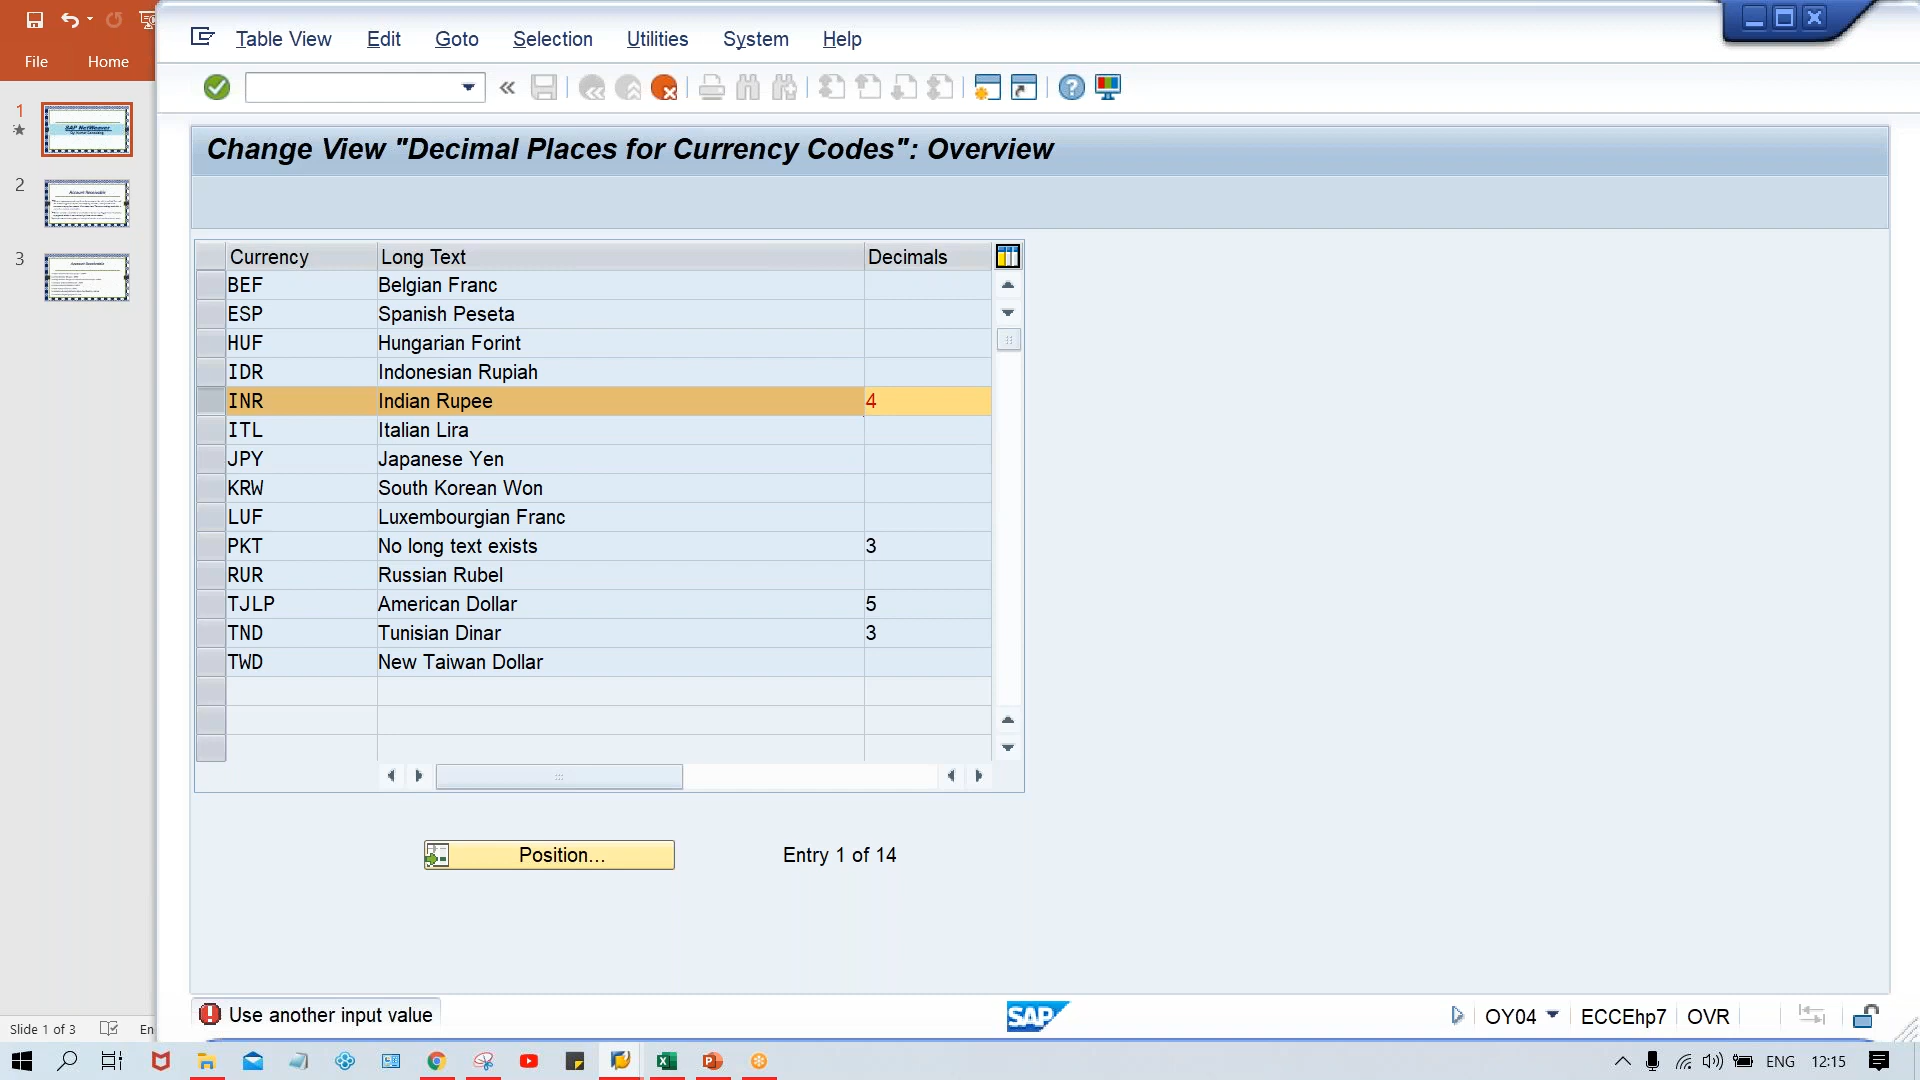 File
Home
1
SAP NetWeaver
2
3
Slide 1 of 3
En
Table View Edit Goto Selection Utilities System Help
Change View "Decimal Places for Currency Codes": Overview
Currency Long Text Decimals
BEF Belgian Franc
ESP Spanish Peseta
HUF Hungarian Forint
IDR Indonesian Rupiah
INR Indian Rupee 4
ITL Italian Lira
JPY Japanese Yen
KRW South Korean Won
LUF Luxembourgian Franc
PKT No long text exists 3
RUR Russian Rubel
TJLP American Dollar 5
TND Tunisian Dinar 3
TWD New Taiwan Dollar
Position...
Entry 1 of 14
Use another input value
SAP
OY04 ECCEhp7 OVR
ENG 12:15